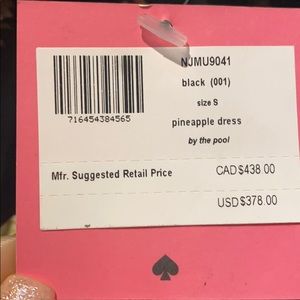 NJMU9041
black (001)
size S
716454384565
pineapple dress
by the pool
Mfr. Suggested Retail Price CAD$438.00
USD$378.00